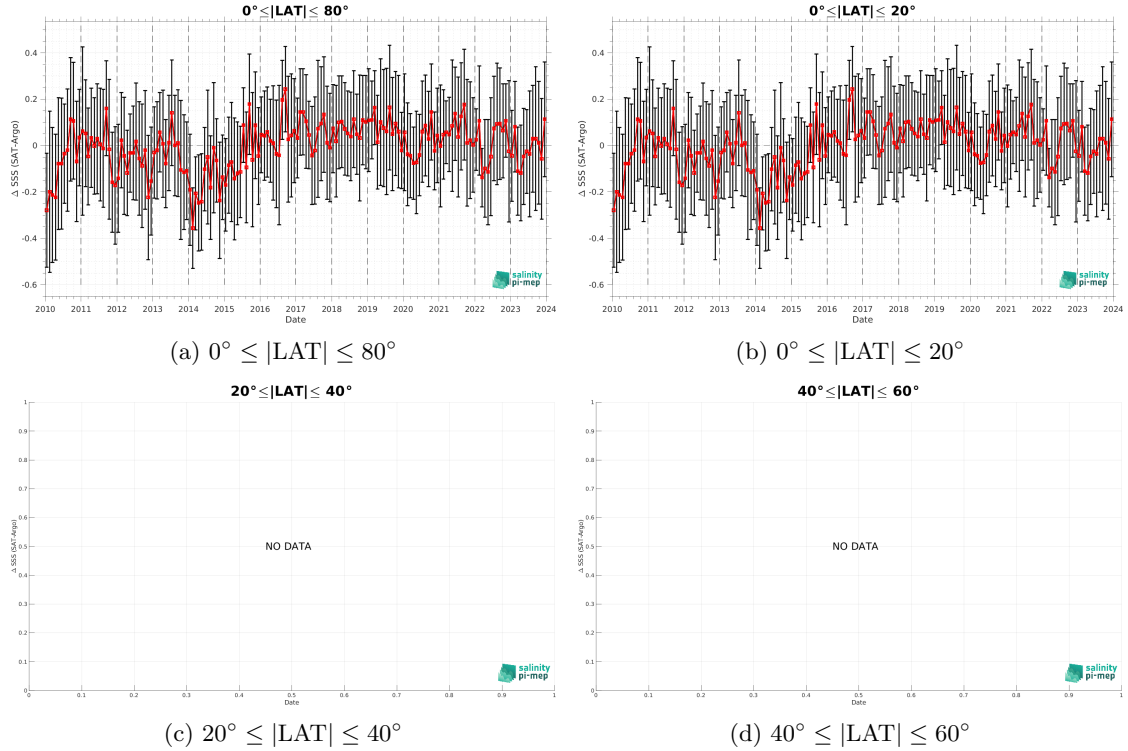 0°≤|LAT|≤ 80°
Δ SSS (SAT-Argo)
0.4
0.2
0
-0.2
-0.4
-0.6
2010 2011 2012 2013 2014 2015 2016 2017 2018 2019 2020 2021 2022 2023 2024
Date
salinity
pi-mep
(a) 0° ≤ |LAT| ≤ 80°
0°≤|LAT|≤ 20°
Δ SSS (SAT-Argo)
0.4
0.2
0
-0.2
-0.4
-0.6
2010 2011 2012 2013 2014 2015 2016 2017 2018 2019 2020 2021 2022 2023 2024
Date
salinity
pi-mep
(b) 0° ≤ |LAT| ≤ 20°
20°≤|LAT|≤ 40°
Δ SSS (SAT-Argo)
1
0.9
0.8
0.7
0.6
0.5
0.4
0.3
0.2
0.1
0
NO DATA
0 0.1 0.2 0.3 0.4 0.5 0.6 0.7 0.8 0.9 1
Date
salinity
pi-mep
(c) 20° ≤ |LAT| ≤ 40°
40°≤|LAT|≤ 60°
Δ SSS (SAT-Argo)
1
0.9
0.8
0.7
0.6
0.5
0.4
0.3
0.2
0.1
0
NO DATA
0 0.1 0.2 0.3 0.4 0.5 0.6 0.7 0.8 0.9 1
Date
salinity
pi-mep
(d) 40° ≤ |LAT| ≤ 60°